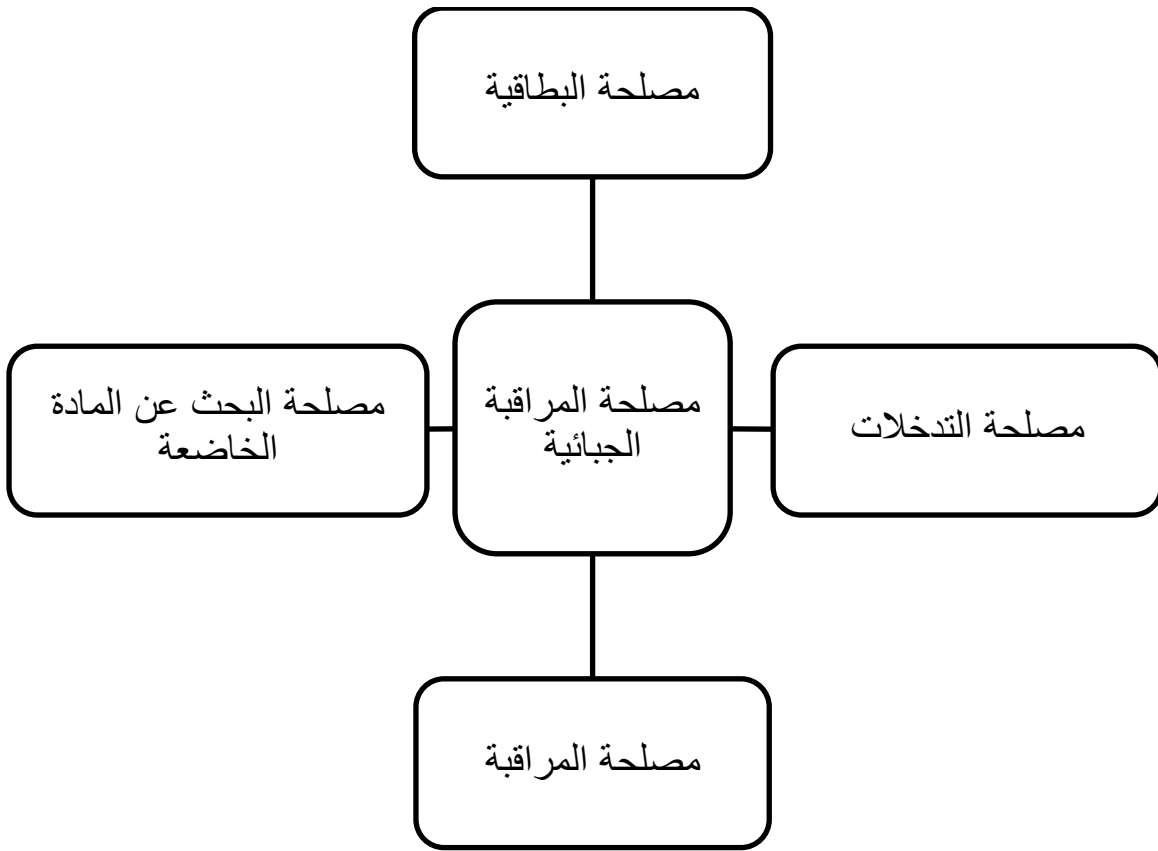 مصلحة البطاقية
مصلحة التدخلات
مصلحة المراقبة
الجبائية
مصلحة البحث عن المادة
الخاضعة
مصلحة المراقبة